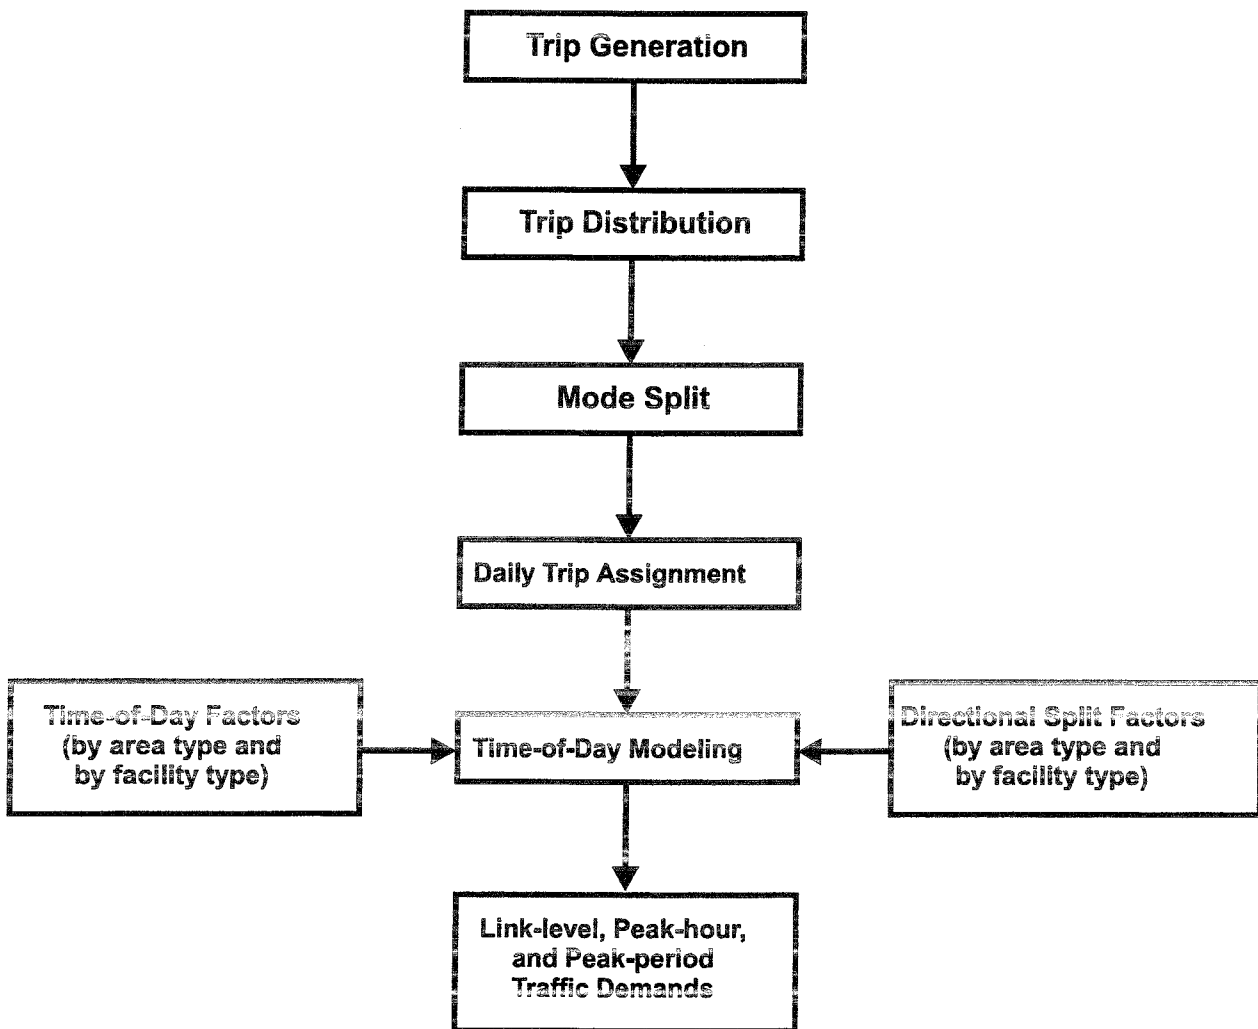 Trip Generation
Trip Distribution
Mode Split
Daily Trip Assignment
Time-of-Day Factors
(by area type and
by facility type)
Time-of-Day Modeling
Directional Split Factors
(by area type and
by facility type)
Link-level, Peak-hour,
and Peak-period
Traffic Demands